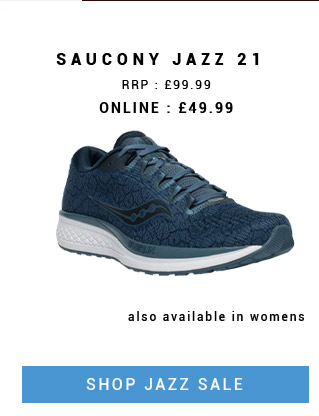 SAUCONY JAZZ 21
RRP : £99.99
ONLINE : £49.99
also available in womens
SHOP JAZZ SALE